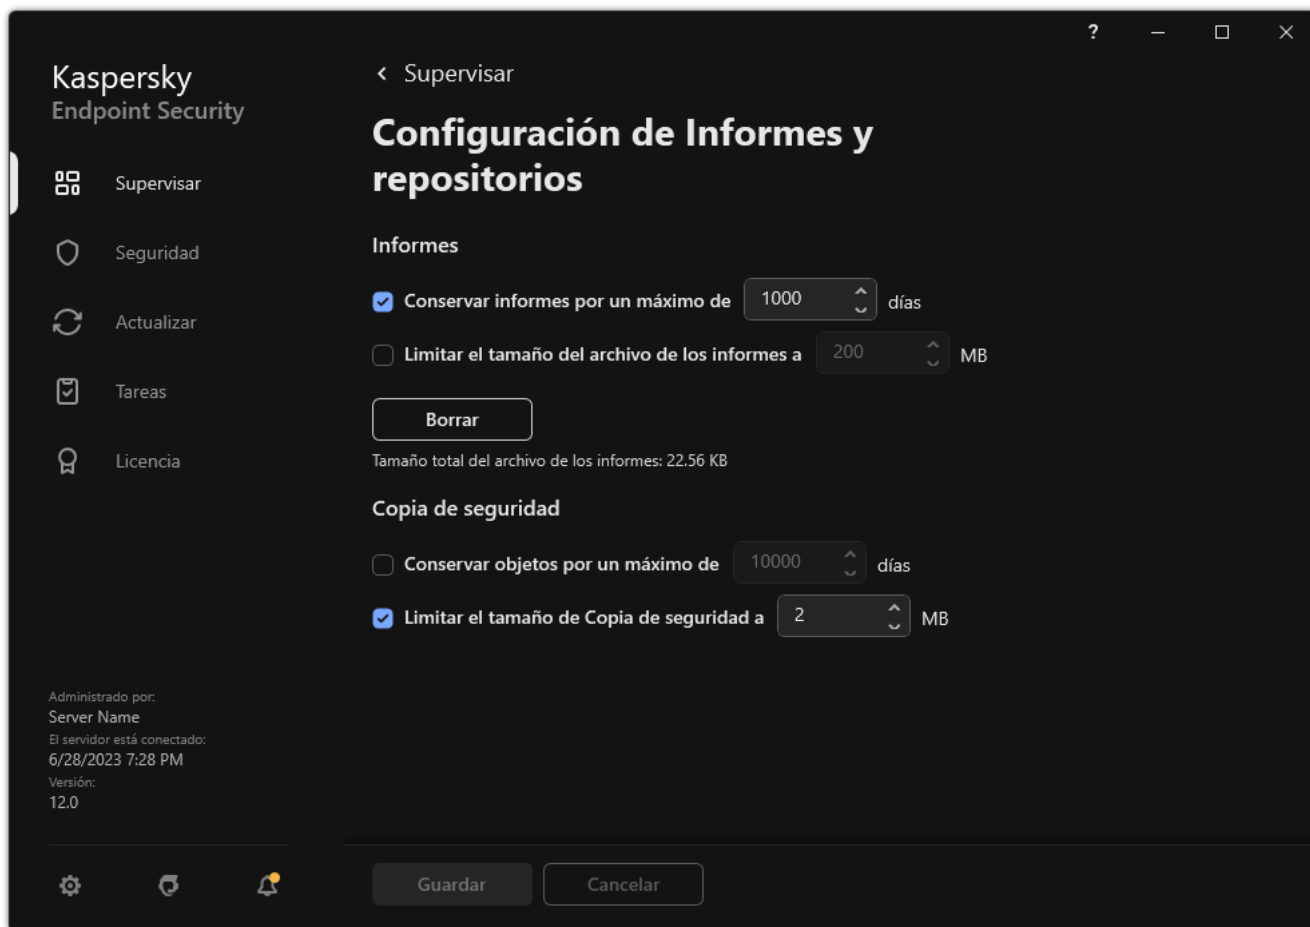 ?
Kaspersky
Endpoint Security
Supervisar
Seguridad
Actualizar
Tareas
Licencia
Administrado por:
Server Name
El servidor está conectado:
6/28/2023 7:28 PM
Versión:
12.0
Supervisar
Configuración de Informes y
repositorios
Informes
Conservar informes por un máximo de 1000 días
Limitar el tamaño del archivo de los informes a 200 MB
Borrar
Tamaño total del archivo de los informes: 22.56 KB
Copia de seguridad
Conservar objetos por un máximo de 10000 días
Limitar el tamaño de Copia de seguridad a 2 MB
Guardar Cancelar